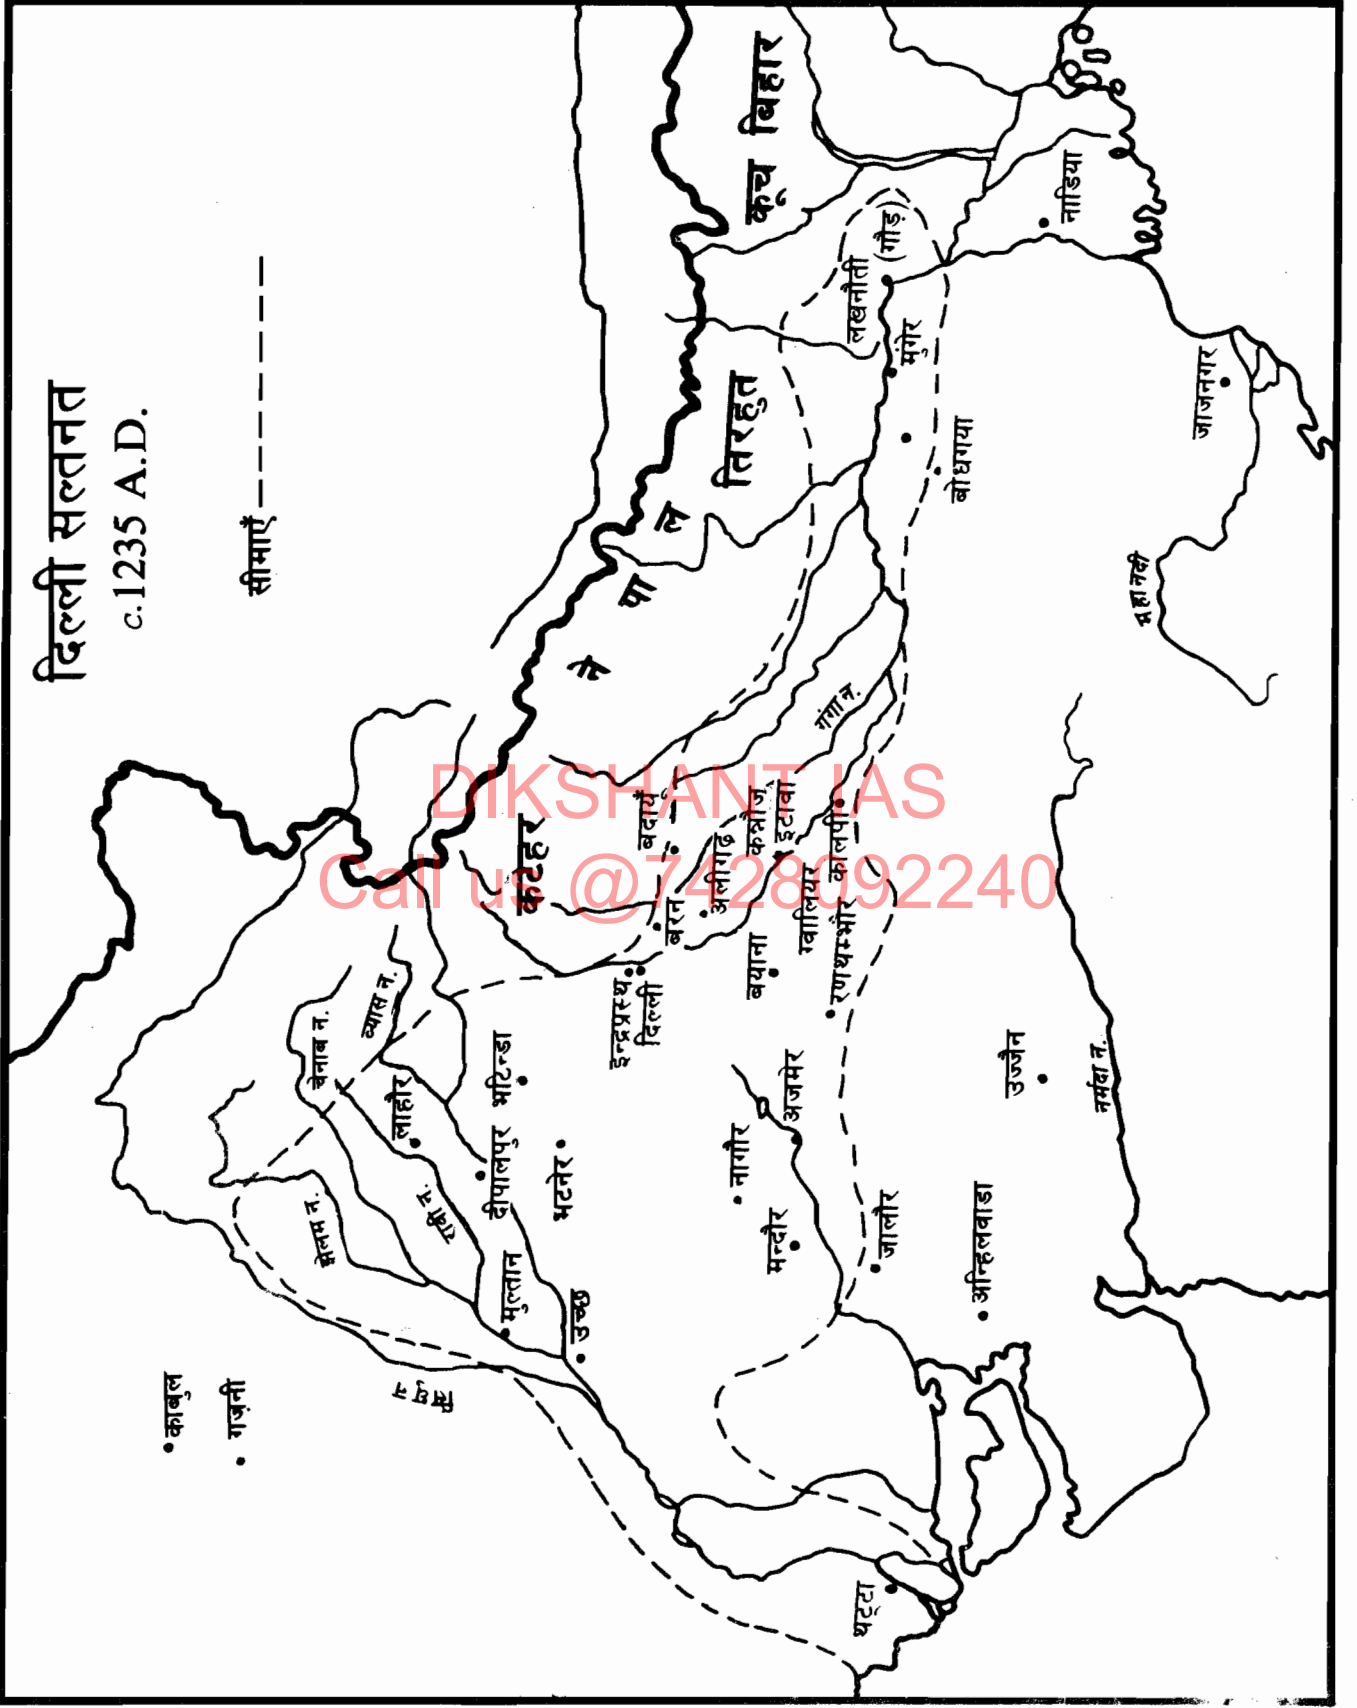 दिल्ली सल्तनत
c.1235 A.D.
सीमाएँ
काबुल
गज़नी
सिंधु न
झेलम न.
चेनाब न.
रावी न.
व्यास न.
लाहौर
मुल्तान
दीपालपुर
भटिन्डा
उच्छ
भटनेर
इन्द्रप्रस्थ
दिल्ली
कटेहर
बरन
बदायूँ
अलीगढ़
कन्नौज
इटावा
बयाना
ग्वालियर
कालपी
रणथम्भौर
गंगा न.
नेपाल
तिरहुत
कूच बिहार
लखनौती
(गौड़)
मुंगेर
बोधगया
नाडिया
जाजनगर
महानदी
नागौर
अजमेर
मन्दौर
जालौर
उज्जैन
अन्हिलवाडा
नर्मदा न.
थट्टा
DIKSHANT IAS
Call us @7428092240